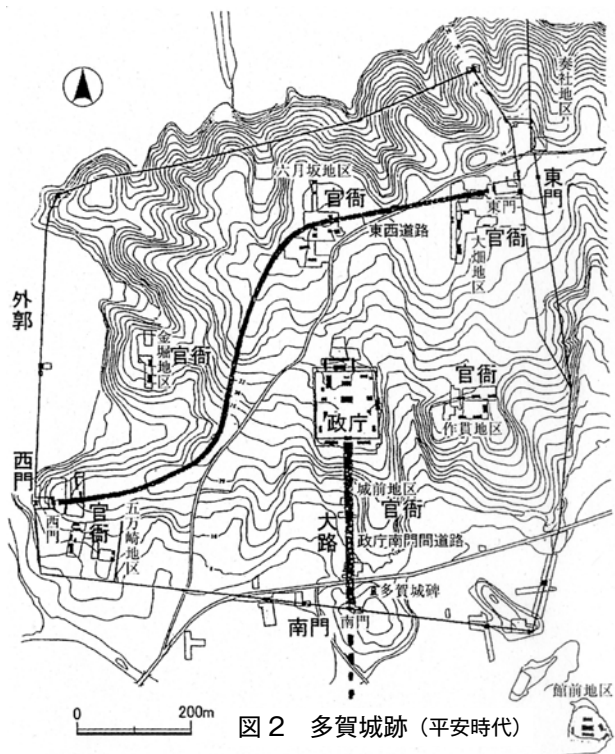 奏社地区
六月坂地区
官衙
東門
東門
東西道路
大畑地区
官衙
外郭
金堀地区
官衙
政庁
官衙
作貫地区
西門
西門
官衙
五万崎地区
城前地区
大路
官衙
政庁南門間道路
多賀城碑
南門
南門
館前地区
0 200m
図2 多賀城跡(平安時代)